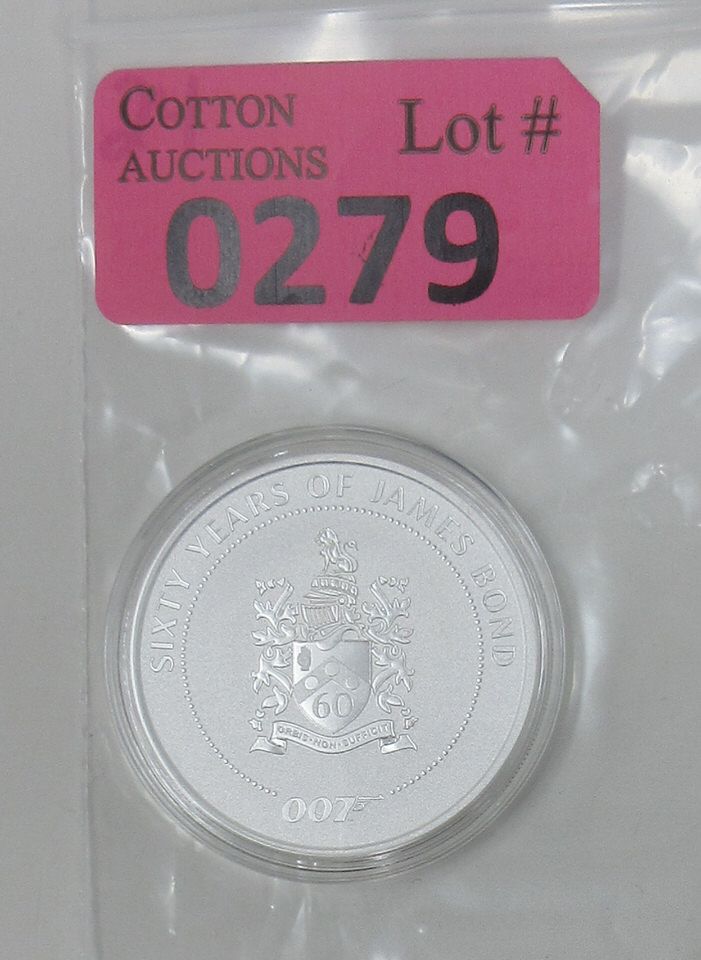 COTTON
AUCTIONS
Lot #
0279
SIXTY YEARS OF JAMES BOND
60
ORBIS·NON·SUFFICIT
007